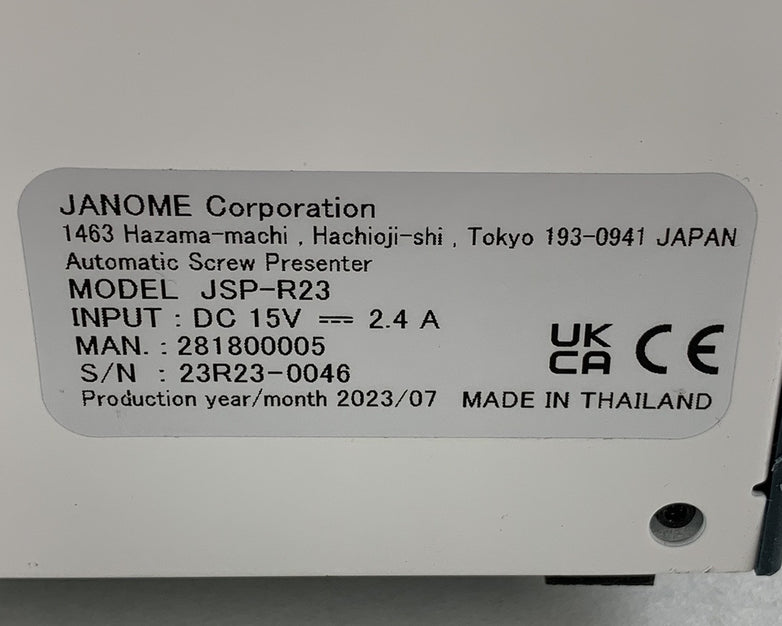 JANOME Corporation
1463 Hazama-machi , Hachioji-shi , Tokyo 193-0941 JAPAN
Automatic Screw Presenter
MODEL JSP-R23
INPUT : DC 15V ⎓ 2.4 A
MAN. : 281800005
S/N : 23R23-0046
Production year/month 2023/07 MADE IN THAILAND
UK
CA CE